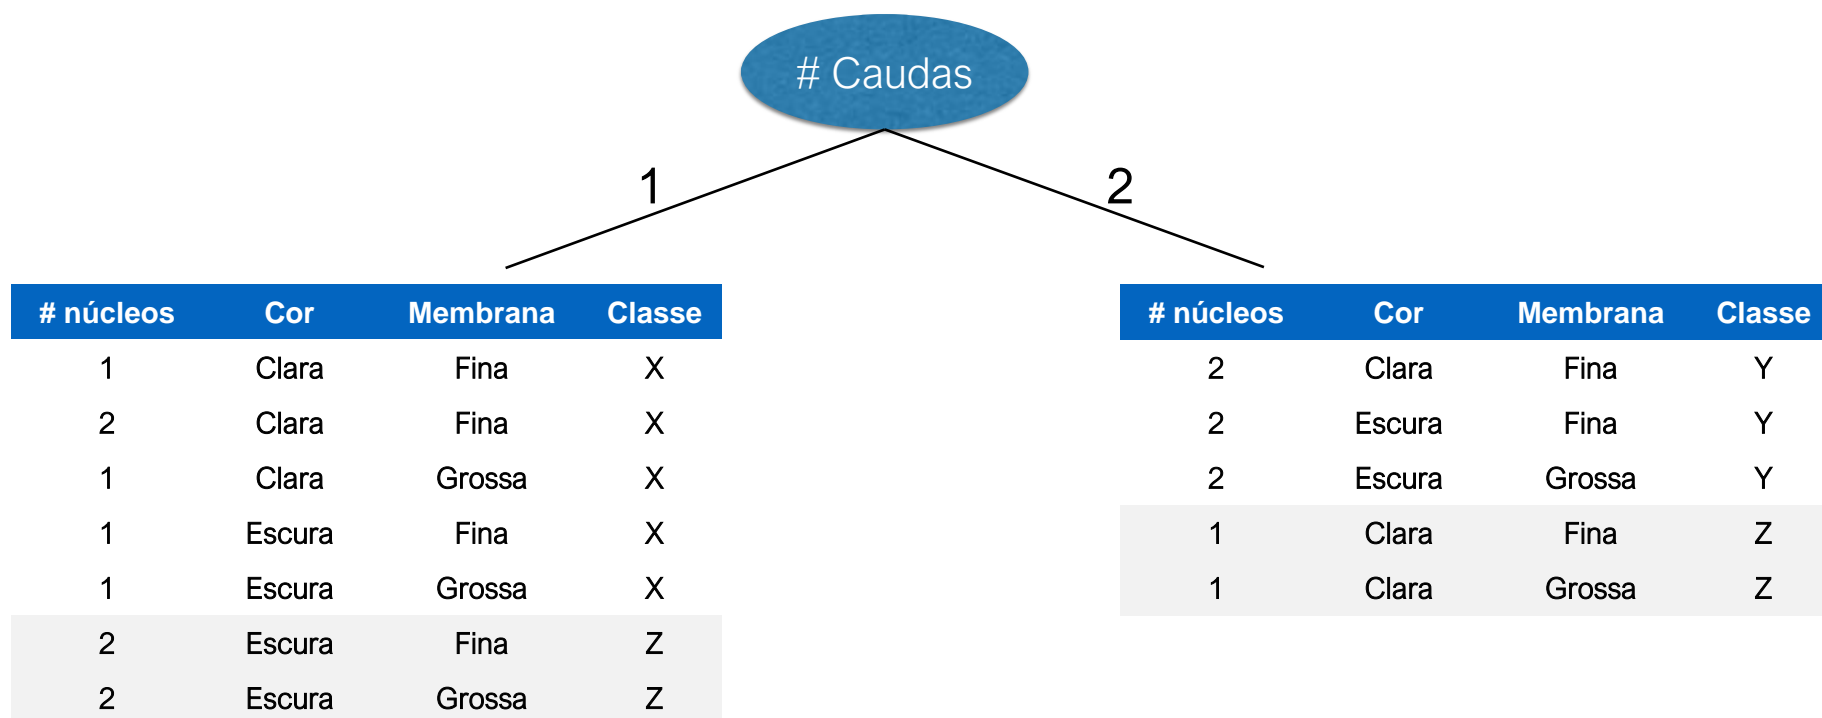 # Caudas
1
2
# núcleos Cor Membrana Classe
1 Clara Fina X
2 Clara Fina X
1 Clara Grossa X
1 Escura Fina X
1 Escura Grossa X
2 Escura Fina Z
2 Escura Grossa Z
# núcleos Cor Membrana Classe
2 Clara Fina Y
2 Escura Fina Y
2 Escura Grossa Y
1 Clara Fina Z
1 Clara Grossa Z